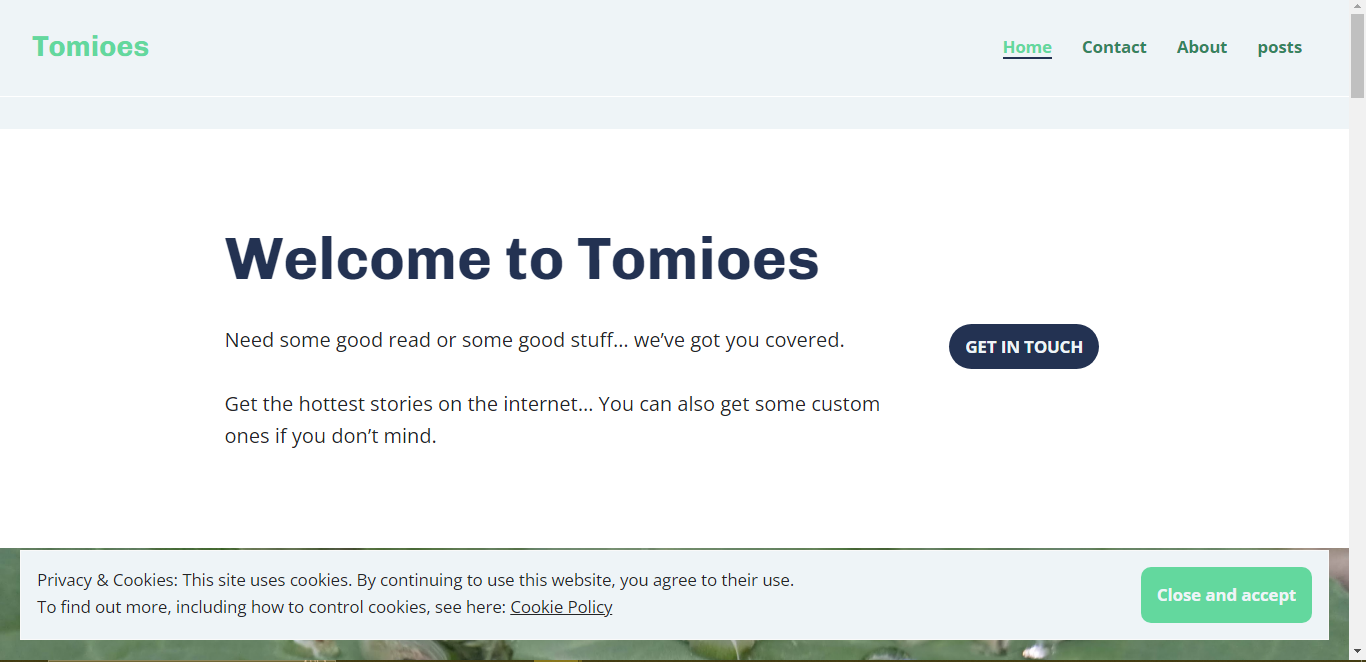 Tomioes
Home Contact About posts
Welcome to Tomioes
Need some good read or some good stuff… we’ve got you covered.
GET IN TOUCH
Get the hottest stories on the internet… You can also get some custom
ones if you don’t mind.
Privacy & Cookies: This site uses cookies. By continuing to use this website, you agree to their use.
To find out more, including how to control cookies, see here: Cookie Policy
Close and accept